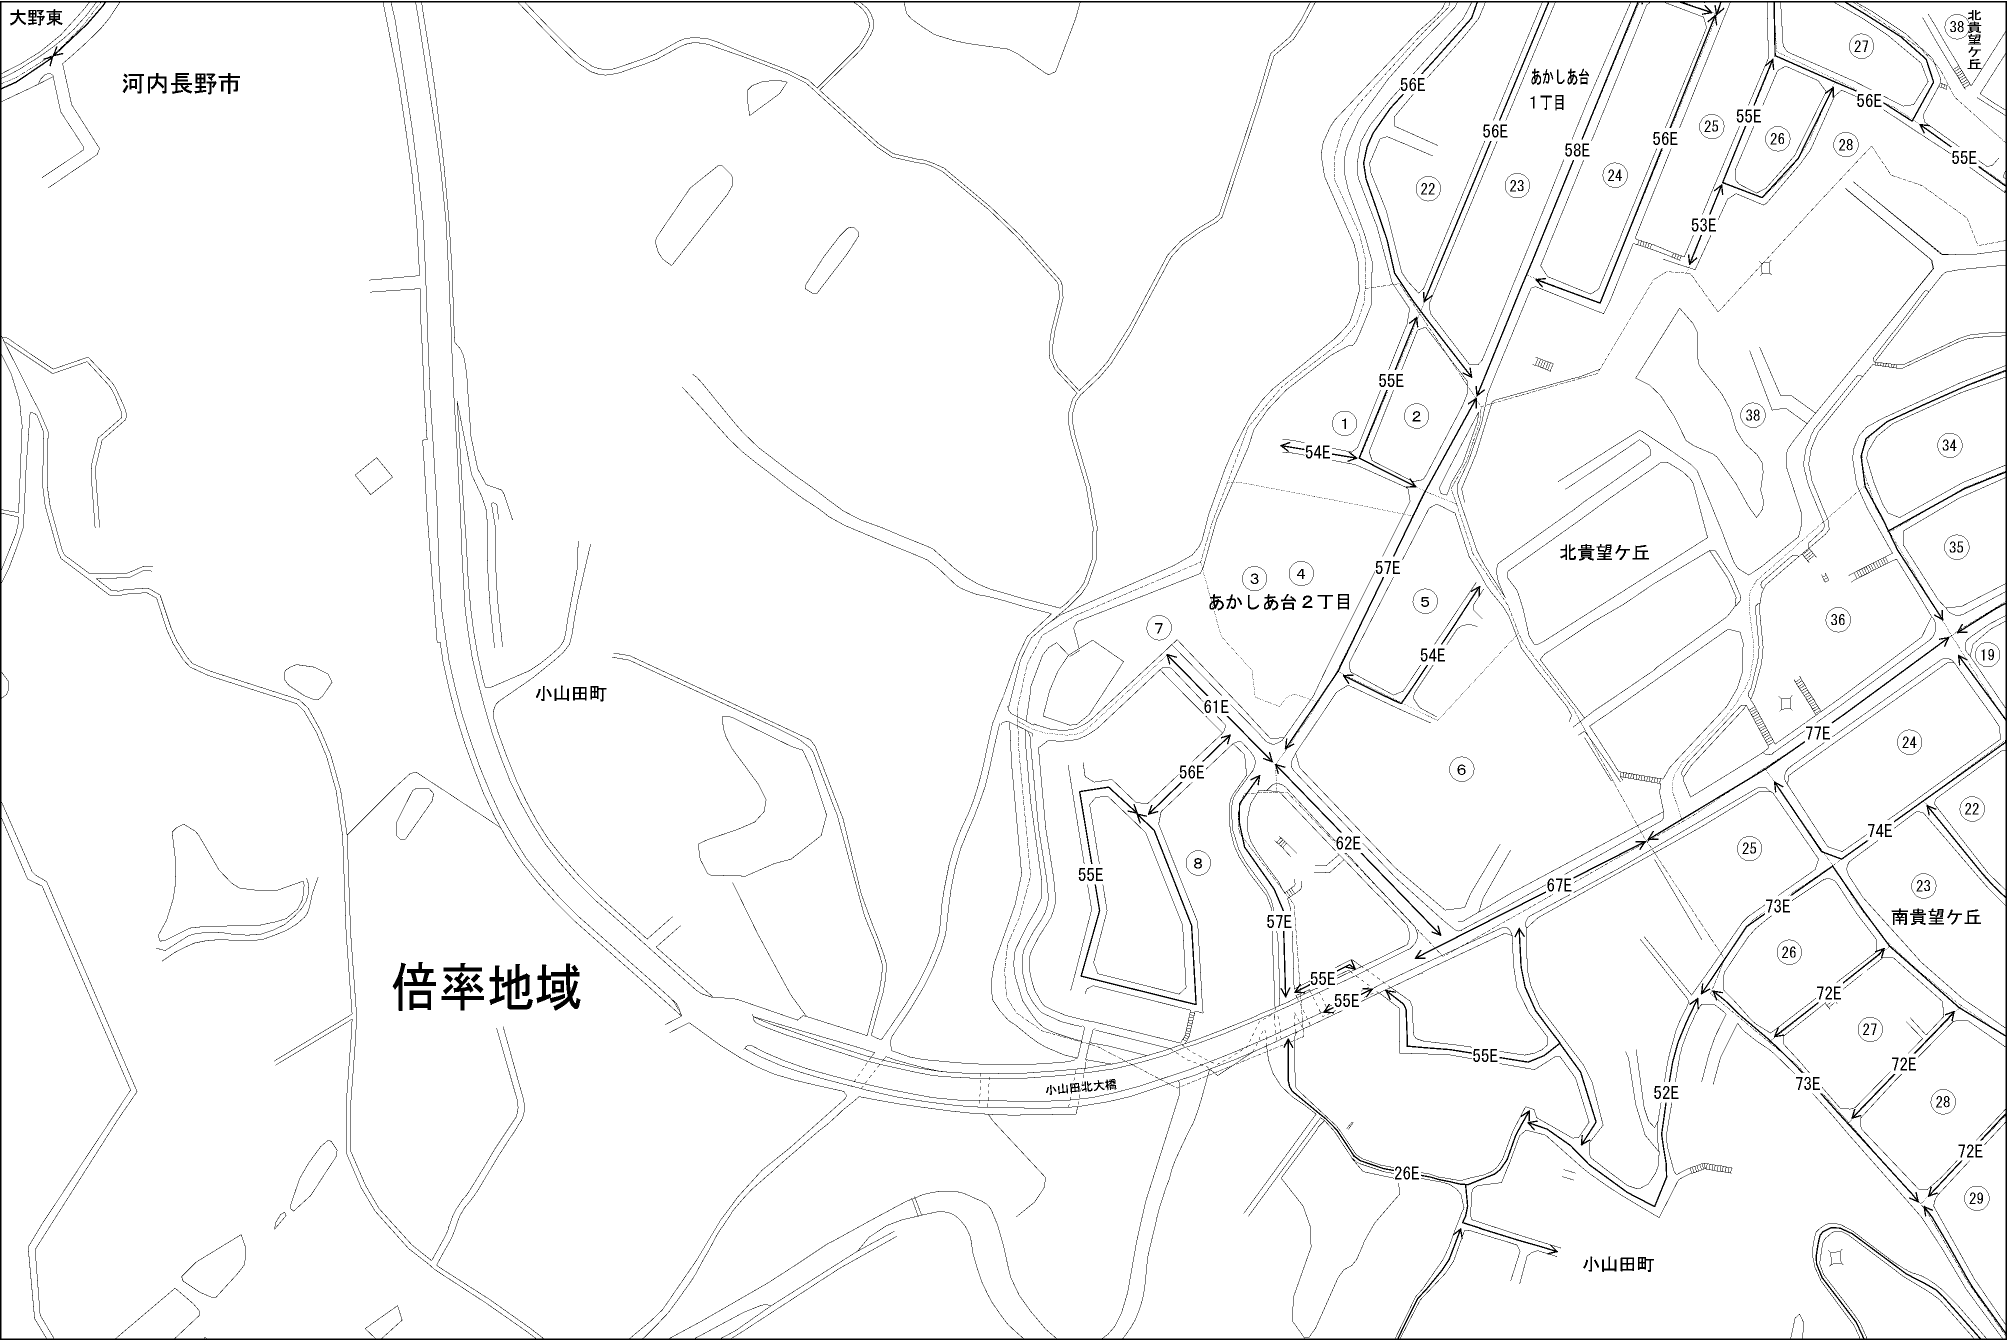 大野東
河内長野市
北貴望ケ丘
38
27
あかしあ台
1丁目
56E
56E
58E
56E
25
55E
26
56E
28
55E
22
23
24
53E
55E
1
2
54E
38
34
35
北貴望ケ丘
57E
3
4
あかしあ台2丁目
5
7
54E
36
19
小山田町
61E
77E
24
56E
6
22
74E
62E
25
8
55E
67E
23
73E
南貴望ケ丘
57E
26
倍率地域
55E
55E
72E
27
55E
72E
73E
52E
小山田北大橋
28
72E
26E
29
小山田町